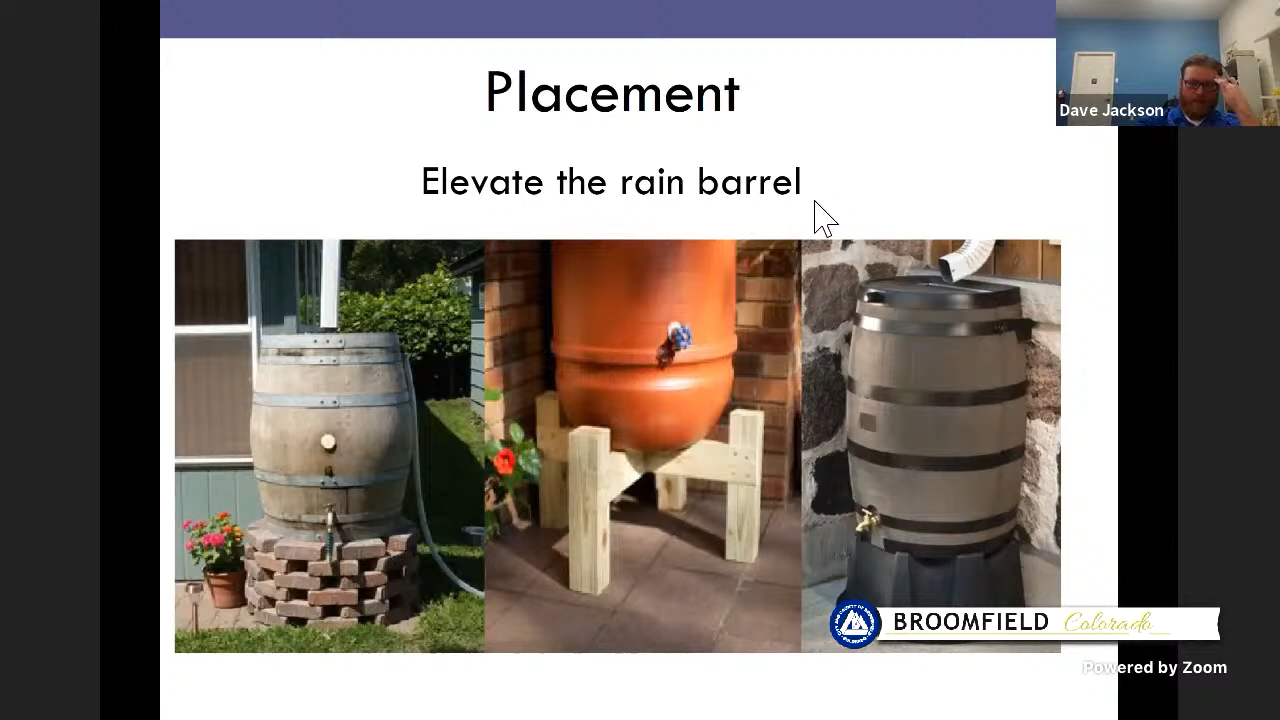 Placement
Dave Jackson
Elevate the rain barrel
BROOMFIELD Colorado
Powered by Zoom